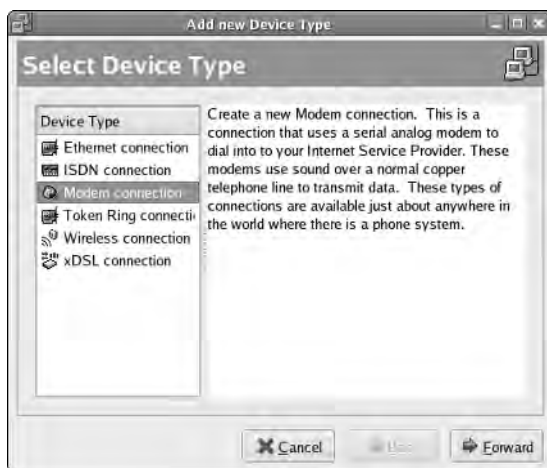 Add new Device Type
Select Device Type
Device Type
Ethernet connection
ISDN connection
Modem connection
Token Ring connecti
Wireless connection
xDSL connection
Create a new Modem connection. This is a
connection that uses a serial analog modem to
dial into to your Internet Service Provider. These
modems use sound over a normal copper
telephone line to transmit data. These types of
connections are available just about anywhere in
the world where there is a phone system.
Cancel
Forward